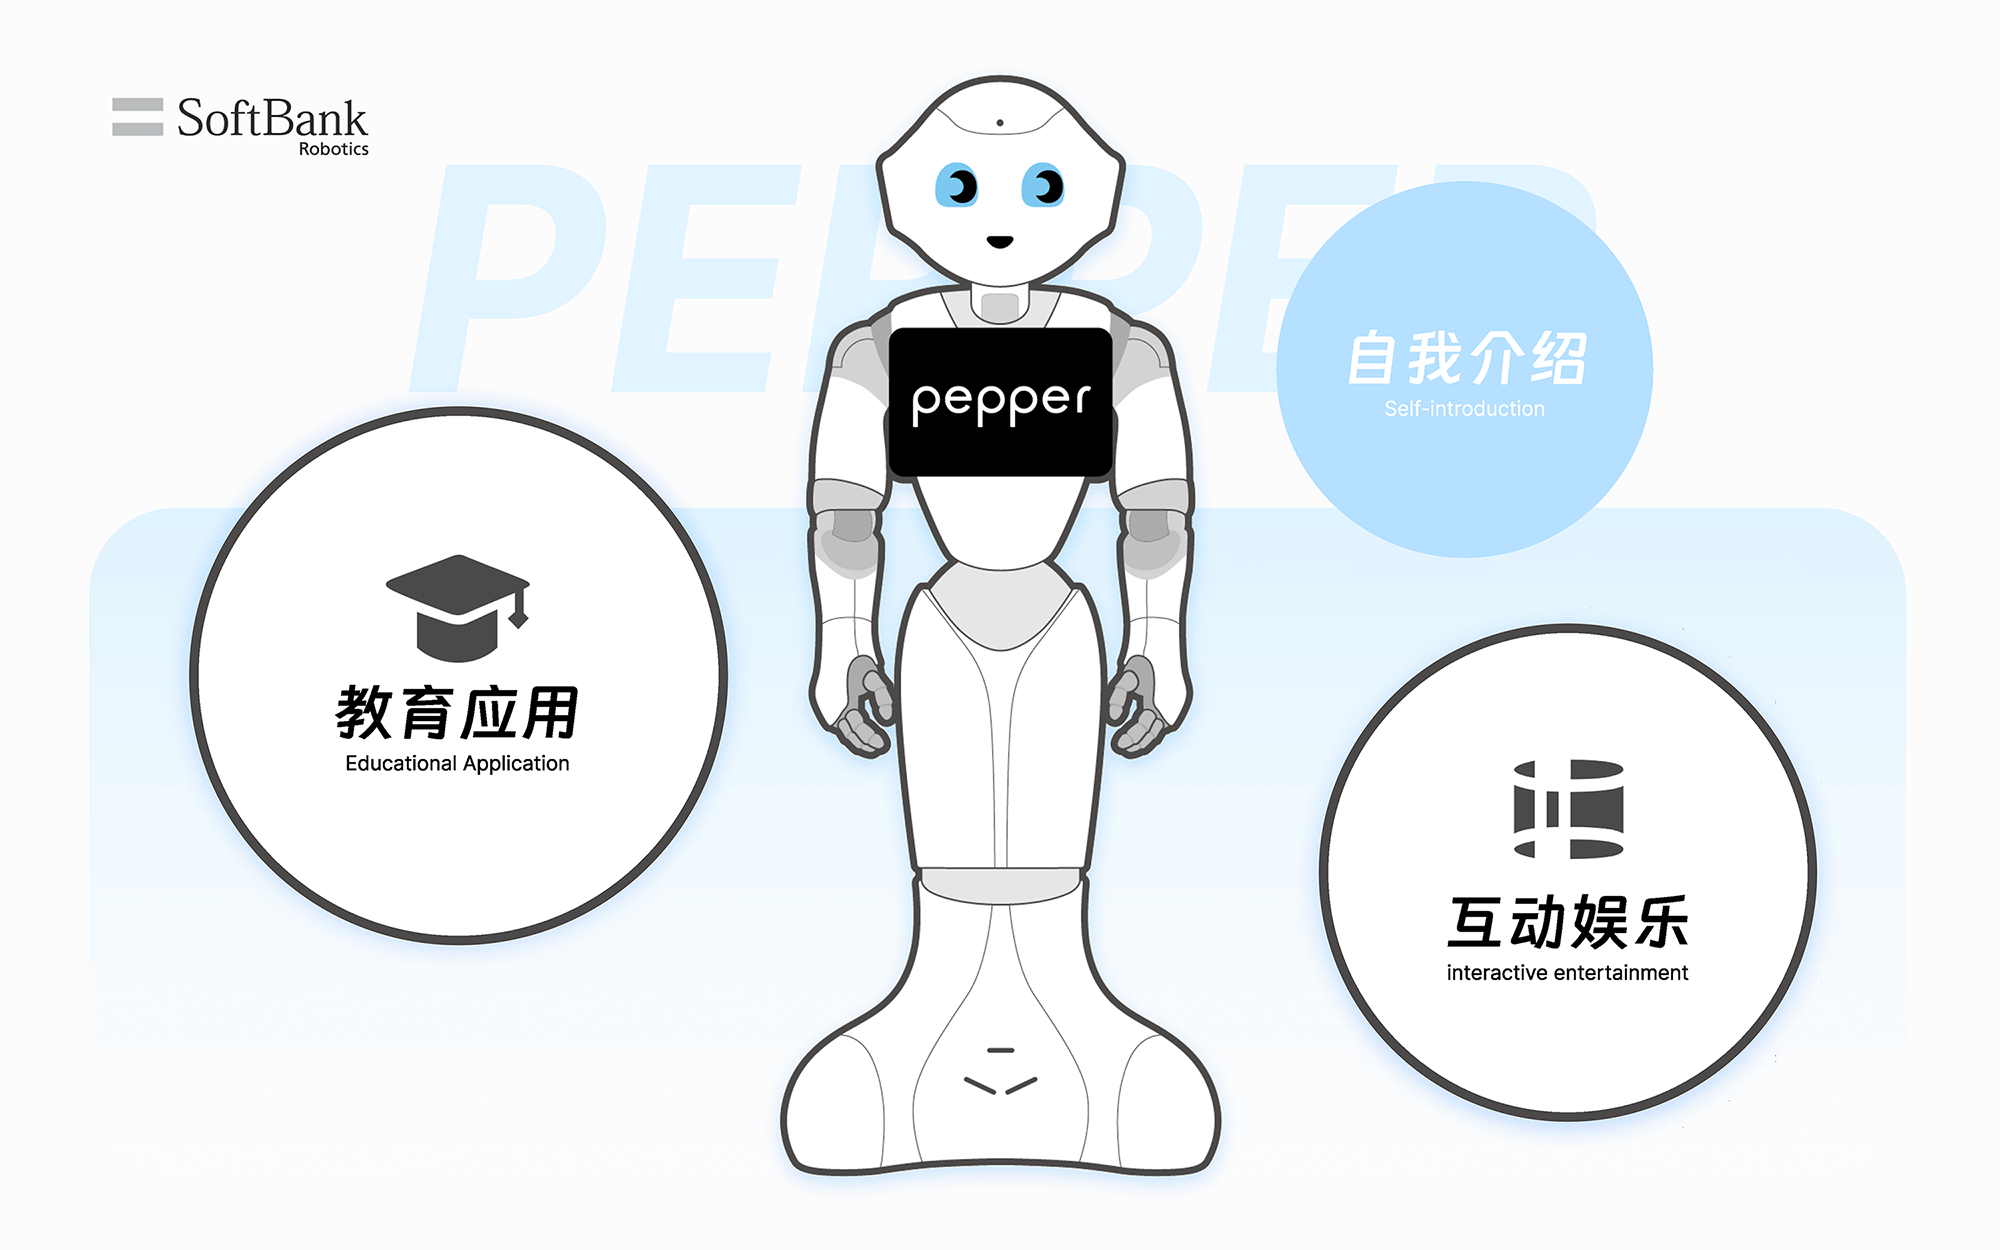 SoftBank
Robotics
PEPPER
pepper
自我介绍
Self-introduction
教育应用
Educational Application
互动娱乐
interactive entertainment